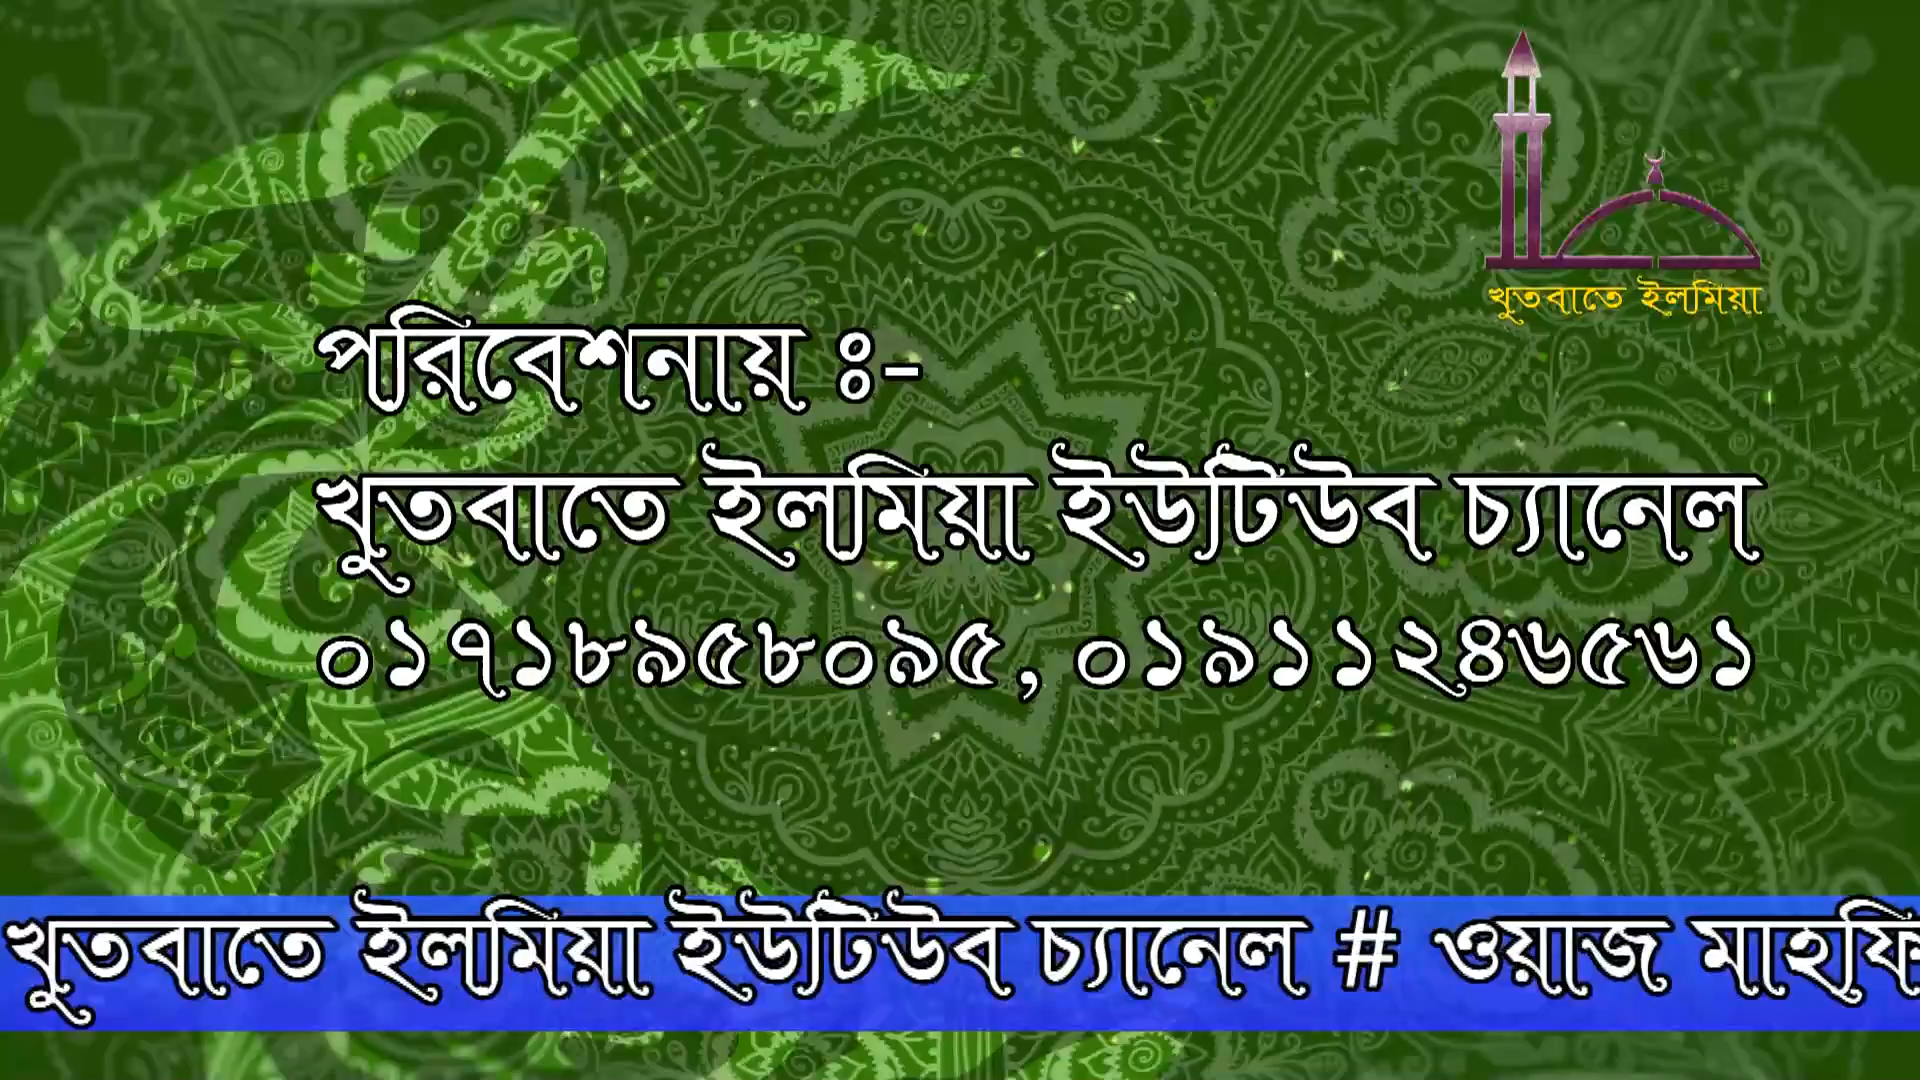 খুতবাতে ইলমিয়া
পরিবেশনায় ঃ-
খুতবাতে ইলমিয়া ইউটিউব চ্যানেল
০১৭১৮৯৫৮০৯৫, ০১৯১১২৪৬৫৬১
খুতবাতে ইলমিয়া ইউটিউব চ্যানেল # ওয়াজ মাহফি